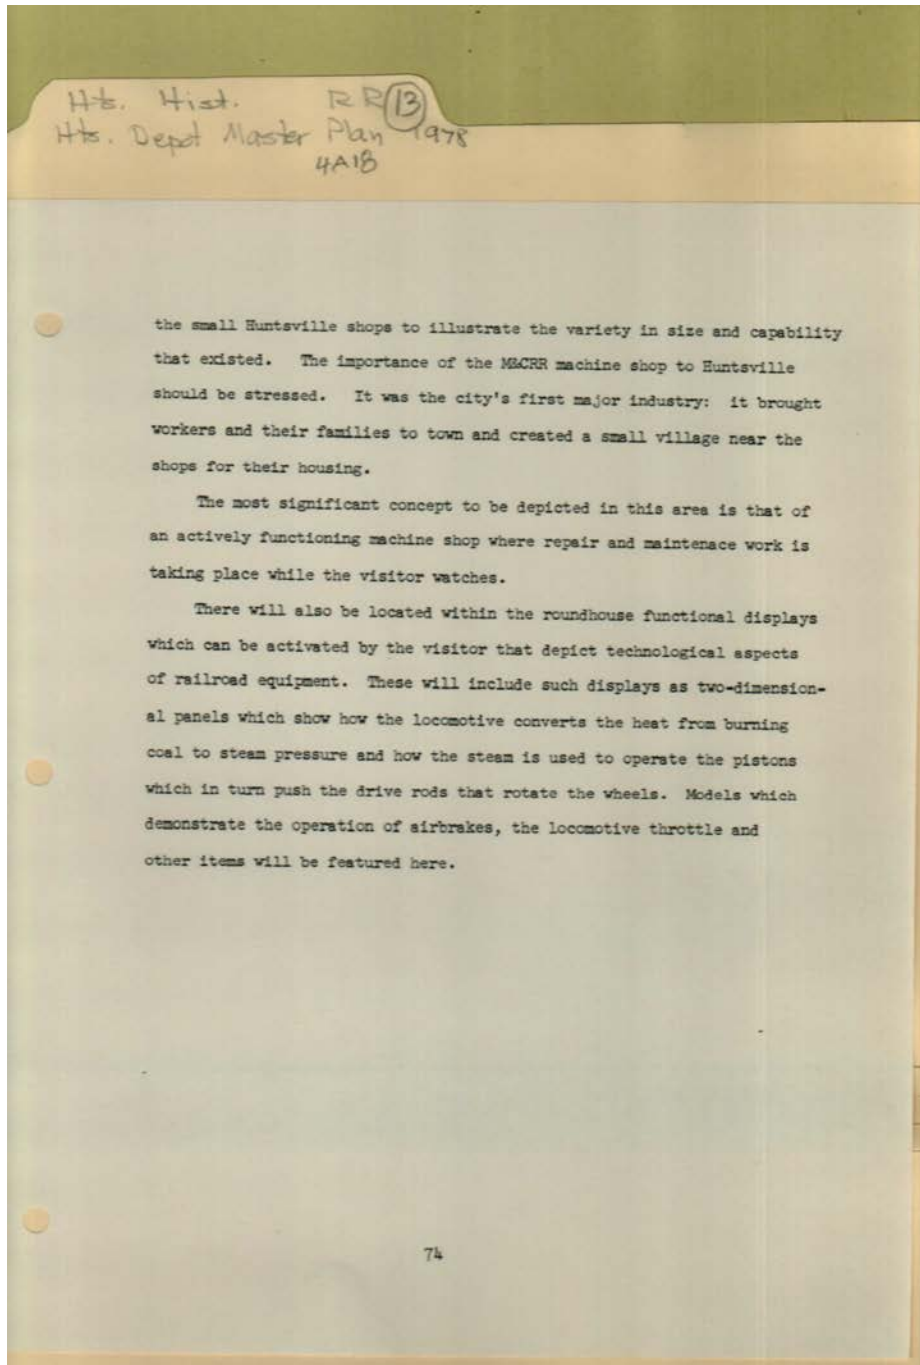 Hts. Hist. RR 13
Hts. Depot Master Plan 1978
4A18
the small Huntsville shops to illustrate the variety in size and capability
that existed. The importance of the M&CRR machine shop to Huntsville
should be stressed. It was the city's first major industry: it brought
workers and their families to town and created a small village near the
shops for their housing.
The most significant concept to be depicted in this area is that of
an actively functioning machine shop where repair and maintenace work is
taking place while the visitor watches.
There will also be located within the roundhouse functional displays
which can be activated by the visitor that depict technological aspects
of railroad equipment. These will include such displays as two-dimension-
al panels which show how the locomotive converts the heat from burning
coal to steam pressure and how the steam is used to operate the pistons
which in turn push the drive rods that rotate the wheels. Models which
demonstrate the operation of airbrakes, the locomotive throttle and
other items will be featured here.
74